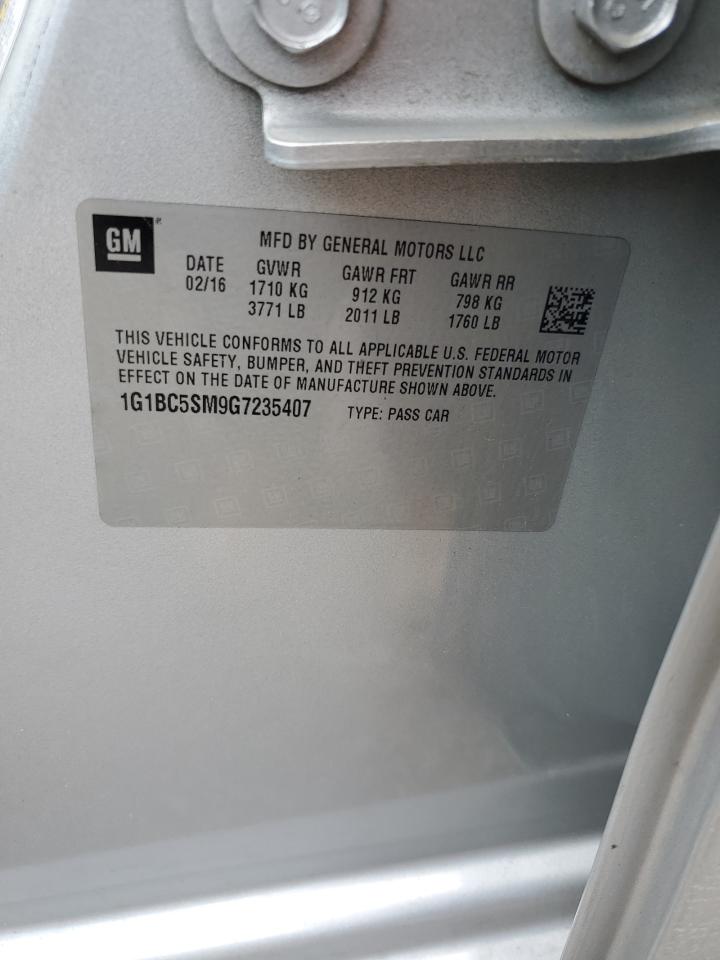 GM
MFD BY GENERAL MOTORS LLC
DATE GVWR GAWR FRT GAWR RR
02/16 1710 KG 912 KG 798 KG
3771 LB 2011 LB 1760 LB
THIS VEHICLE CONFORMS TO ALL APPLICABLE U.S. FEDERAL MOTOR
VEHICLE SAFETY, BUMPER, AND THEFT PREVENTION STANDARDS IN
EFFECT ON THE DATE OF MANUFACTURE SHOWN ABOVE.
1G1BC5SM9G7235407 TYPE: PASS CAR